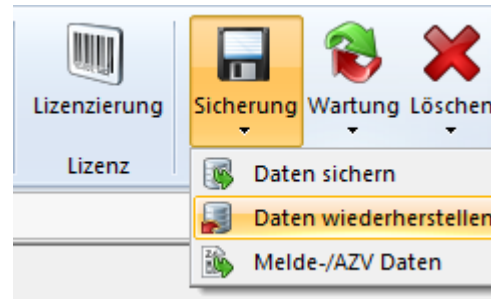 Lizenzierung
Sicherung Wartung Löschen
Lizenz
Daten sichern
Daten wiederherstellen
Melde-/AZV Daten